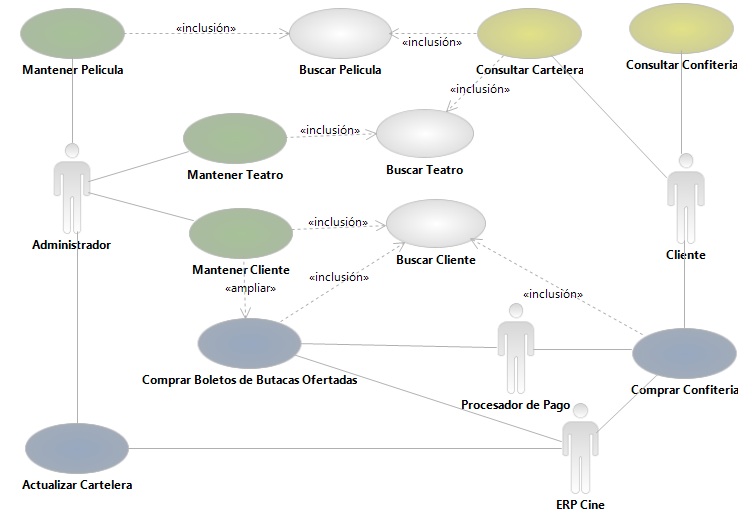 «inclusión»
«inclusión»
Mantener Pelicula
Buscar Pelicula
Consultar Cartelera
Consultar Confiteria
«inclusión»
«inclusión»
Mantener Teatro
Buscar Teatro
Administrador
«inclusión»
Cliente
Mantener Cliente
Buscar Cliente
«ampliar»
«inclusión»
«inclusión»
Comprar Boletos de Butacas Ofertadas
Procesador de Pago
Comprar Confiteria
Actualizar Cartelera
ERP Cine